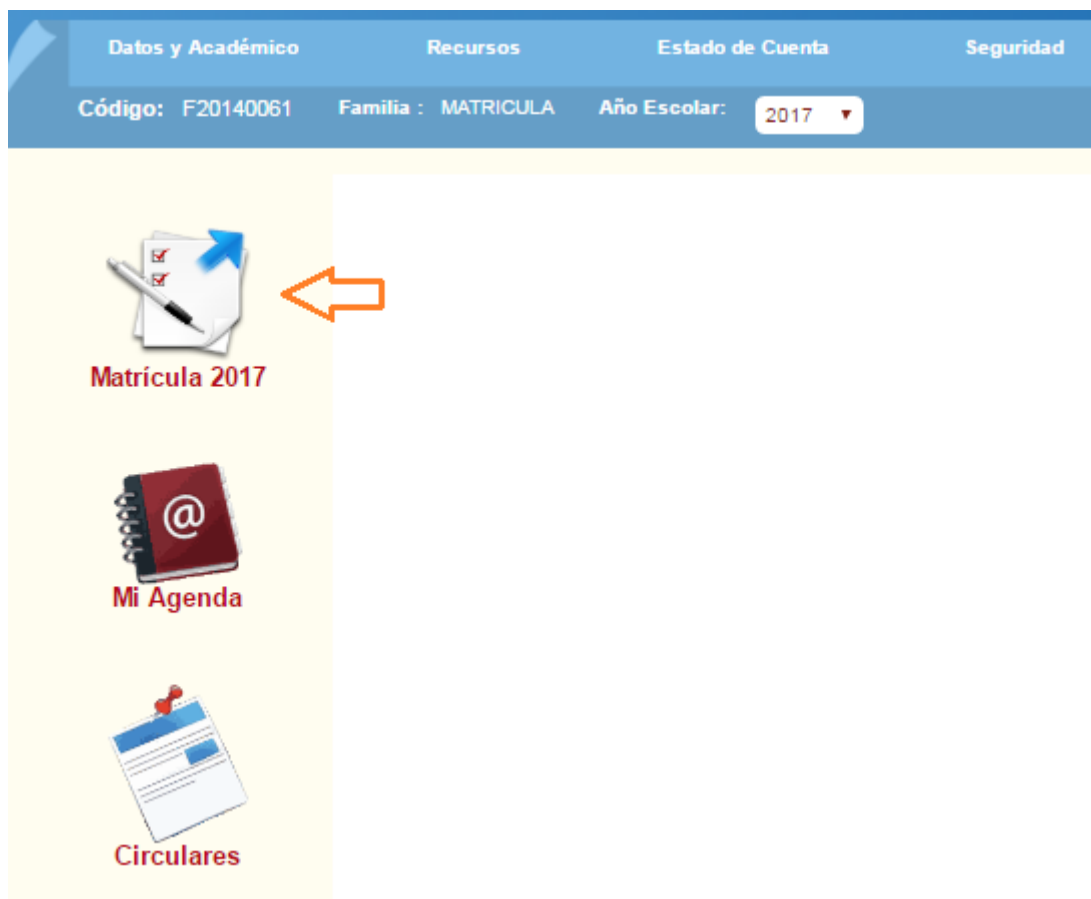 Datos y Académico Recursos Estado de Cuenta Seguridad
Código: F20140061 Familia : MATRICULA Año Escolar: 2017
Matrícula 2017
@
Mi Agenda
Circulares